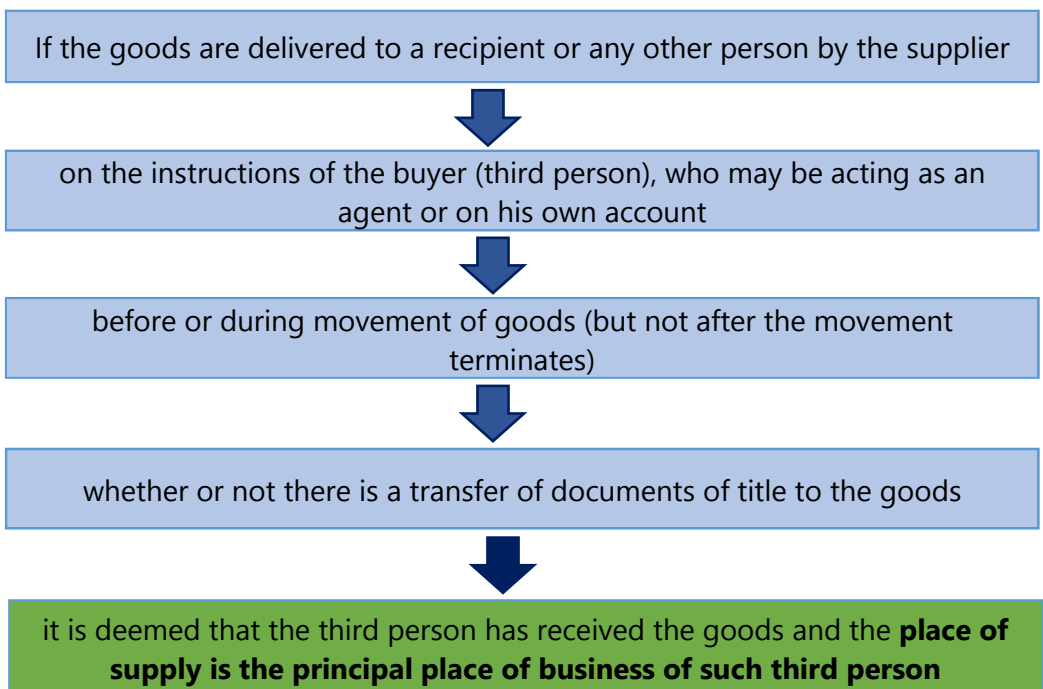 If the goods are delivered to a recipient or any other person by the supplier
on the instructions of the buyer (third person), who may be acting as an
agent or on his own account
before or during movement of goods (but not after the movement
terminates)
whether or not there is a transfer of documents of title to the goods
it is deemed that the third person has received the goods and the place of
supply is the principal place of business of such third person